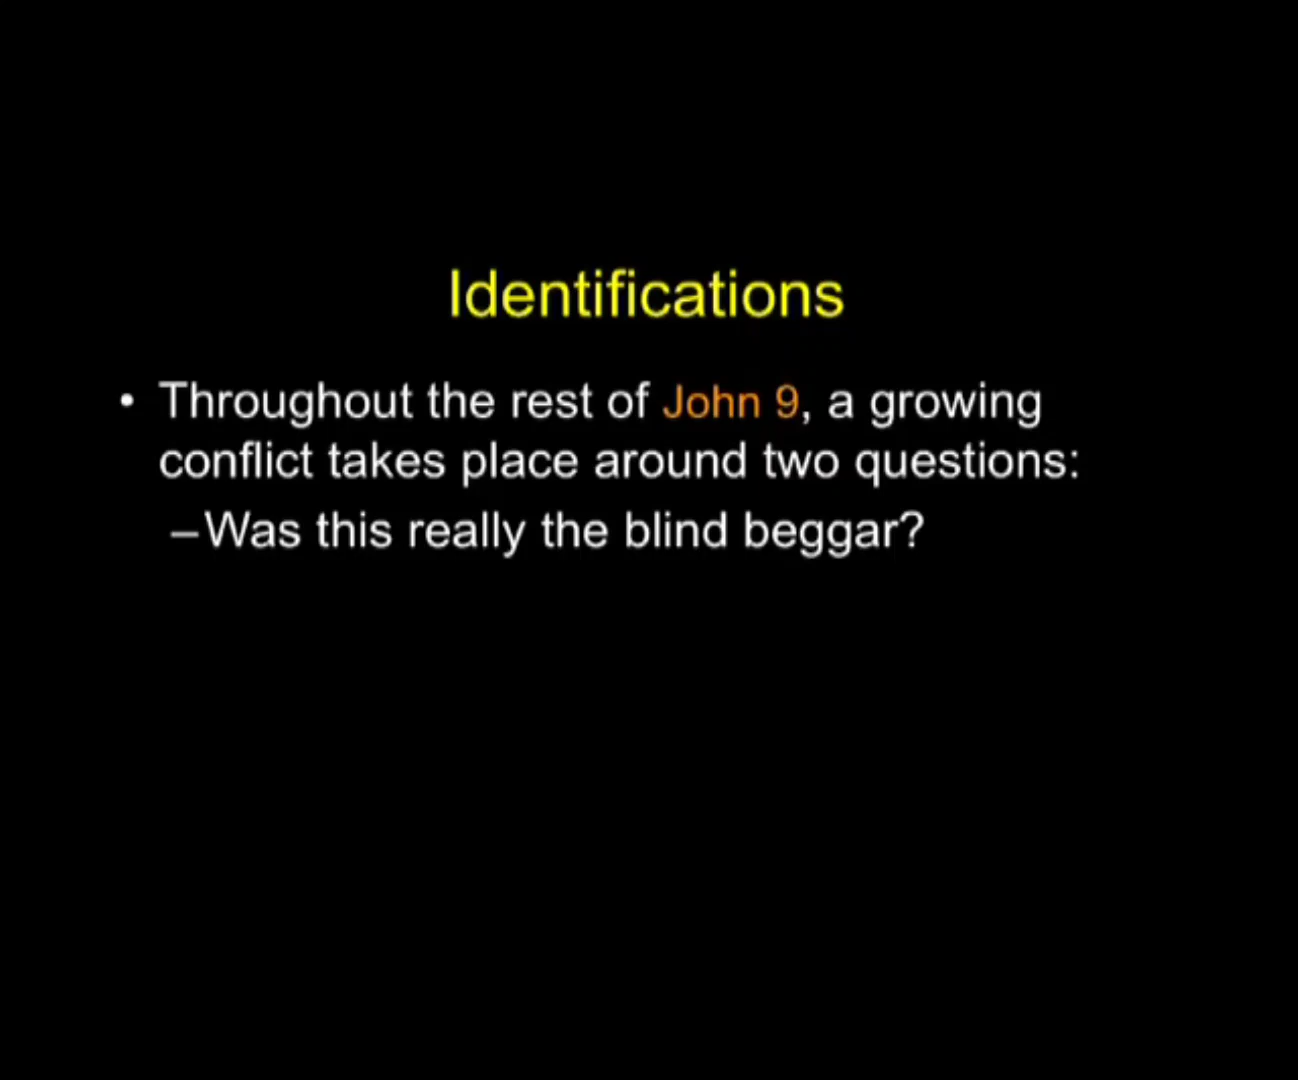 Identifications
• Throughout the rest of John 9, a growing
conflict takes place around two questions:
–Was this really the blind beggar?